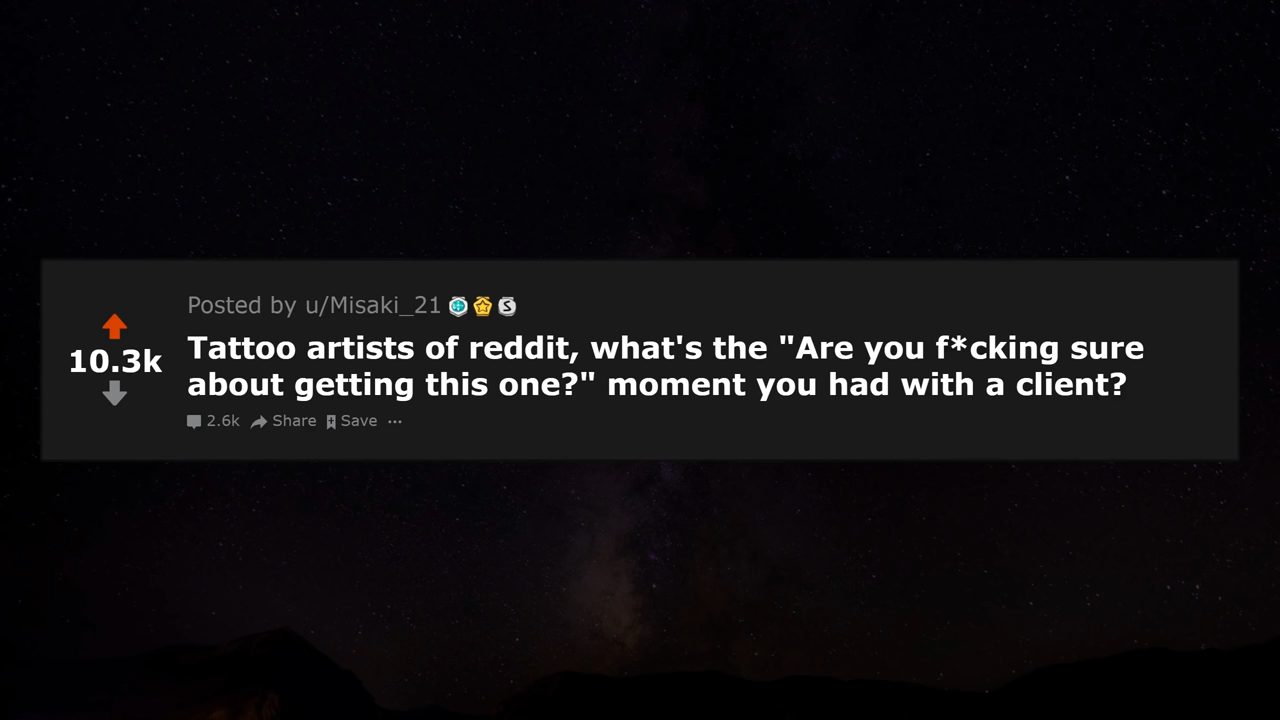 Posted by u/Misaki_21
10.3k
Tattoo artists of reddit, what's the "Are you f*cking sure
about getting this one?" moment you had with a client?
2.6k Share Save ...